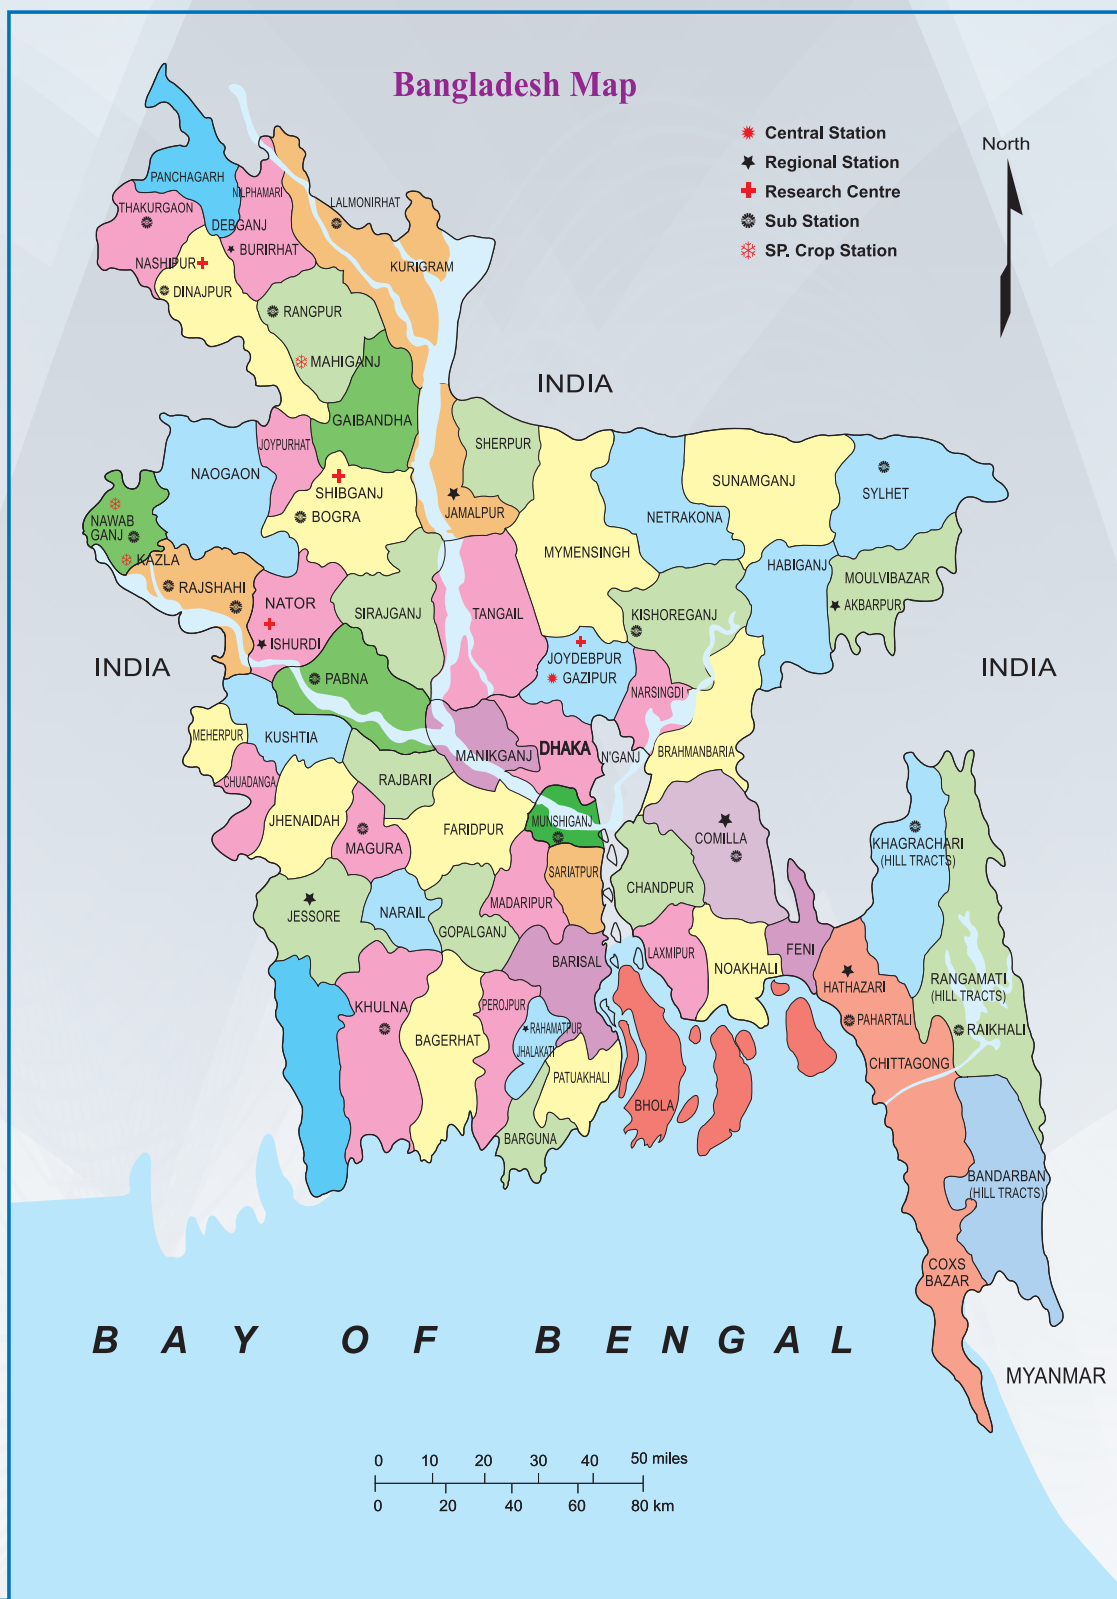 Bangladesh Map
Central Station
Regional Station
Research Centre
Sub Station
SP. Crop Station
North
PANCHAGARH
NILPHAMARI
THAKURGAON
LALMONIRHAT
DEBGANJ
BURIRHAT
NASHIPUR
KURIGRAM
DINAJPUR
RANGPUR
MAHIGANJ
INDIA
GAIBANDHA
JOYPURHAT
SHERPUR
NAOGAON
SUNAMGANJ
SYLHET
SHIBGANJ
BOGRA
JAMALPUR
NETRAKONA
NAWAB
GANJ
KAZLA
MYMENSINGH
HABIGANJ
MOULVIBAZAR
RAJSHAHI
NATOR
SIRAJGANJ
TANGAIL
KISHOREGANJ
AKBARPUR
ISHURDI
JOYDEBPUR
GAZIPUR
INDIA
INDIA
PABNA
NARSINGDI
MEHERPUR
KUSHTIA
MANIKGANJ
DHAKA
N'GANJ
BRAHMANBARIA
CHUADANGA
RAJBARI
JHENAIDAH
MAGURA
FARIDPUR
MUNSHIGANJ
COMILLA
KHAGRACHARI
(HILL TRACTS)
SARIATPUR
CHANDPUR
JESSORE
NARAIL
MADARIPUR
GOPALGANJ
BARISAL
LAXMIPUR
NOAKHALI
FENI
HATHAZARI
RANGAMATI
(HILL TRACTS)
KHULNA
PEROJPUR
PAHARTALI
RAIKHALI
BAGERHAT
RAHAMATPUR
JHALAKATI
CHITTAGONG
PATUAKHALI
BHOLA
BARGUNA
BANDARBAN
(HILL TRACTS)
COXS
BAZAR
BAY OF BENGAL
MYANMAR
0 10 20 30 40 50 miles
0 20 40 60 80 km